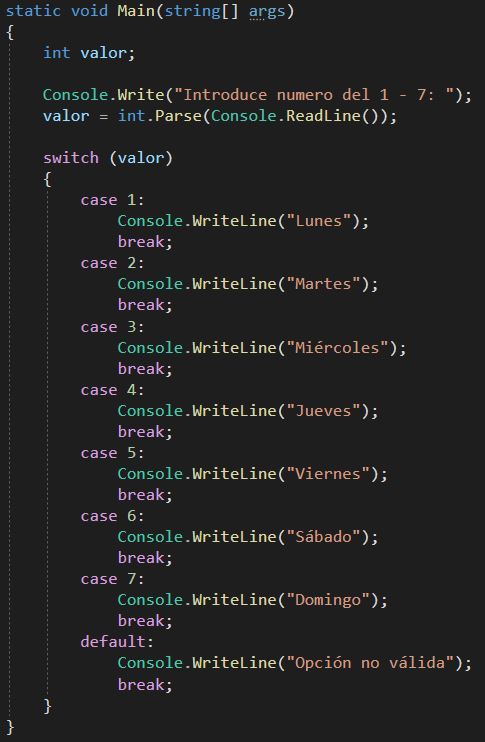 static void Main(string[] args)
{
    int valor;

    Console.Write("Introduce numero del 1 - 7: ");
    valor = int.Parse(Console.ReadLine());

    switch (valor)
    {
        case 1:
            Console.WriteLine("Lunes");
            break;
        case 2:
            Console.WriteLine("Martes");
            break;
        case 3:
            Console.WriteLine("Miércoles");
            break;
        case 4:
            Console.WriteLine("Jueves");
            break;
        case 5:
            Console.WriteLine("Viernes");
            break;
        case 6:
            Console.WriteLine("Sábado");
            break;
        case 7:
            Console.WriteLine("Domingo");
            break;
        default:
            Console.WriteLine("Opción no válida");
            break;
    }
}